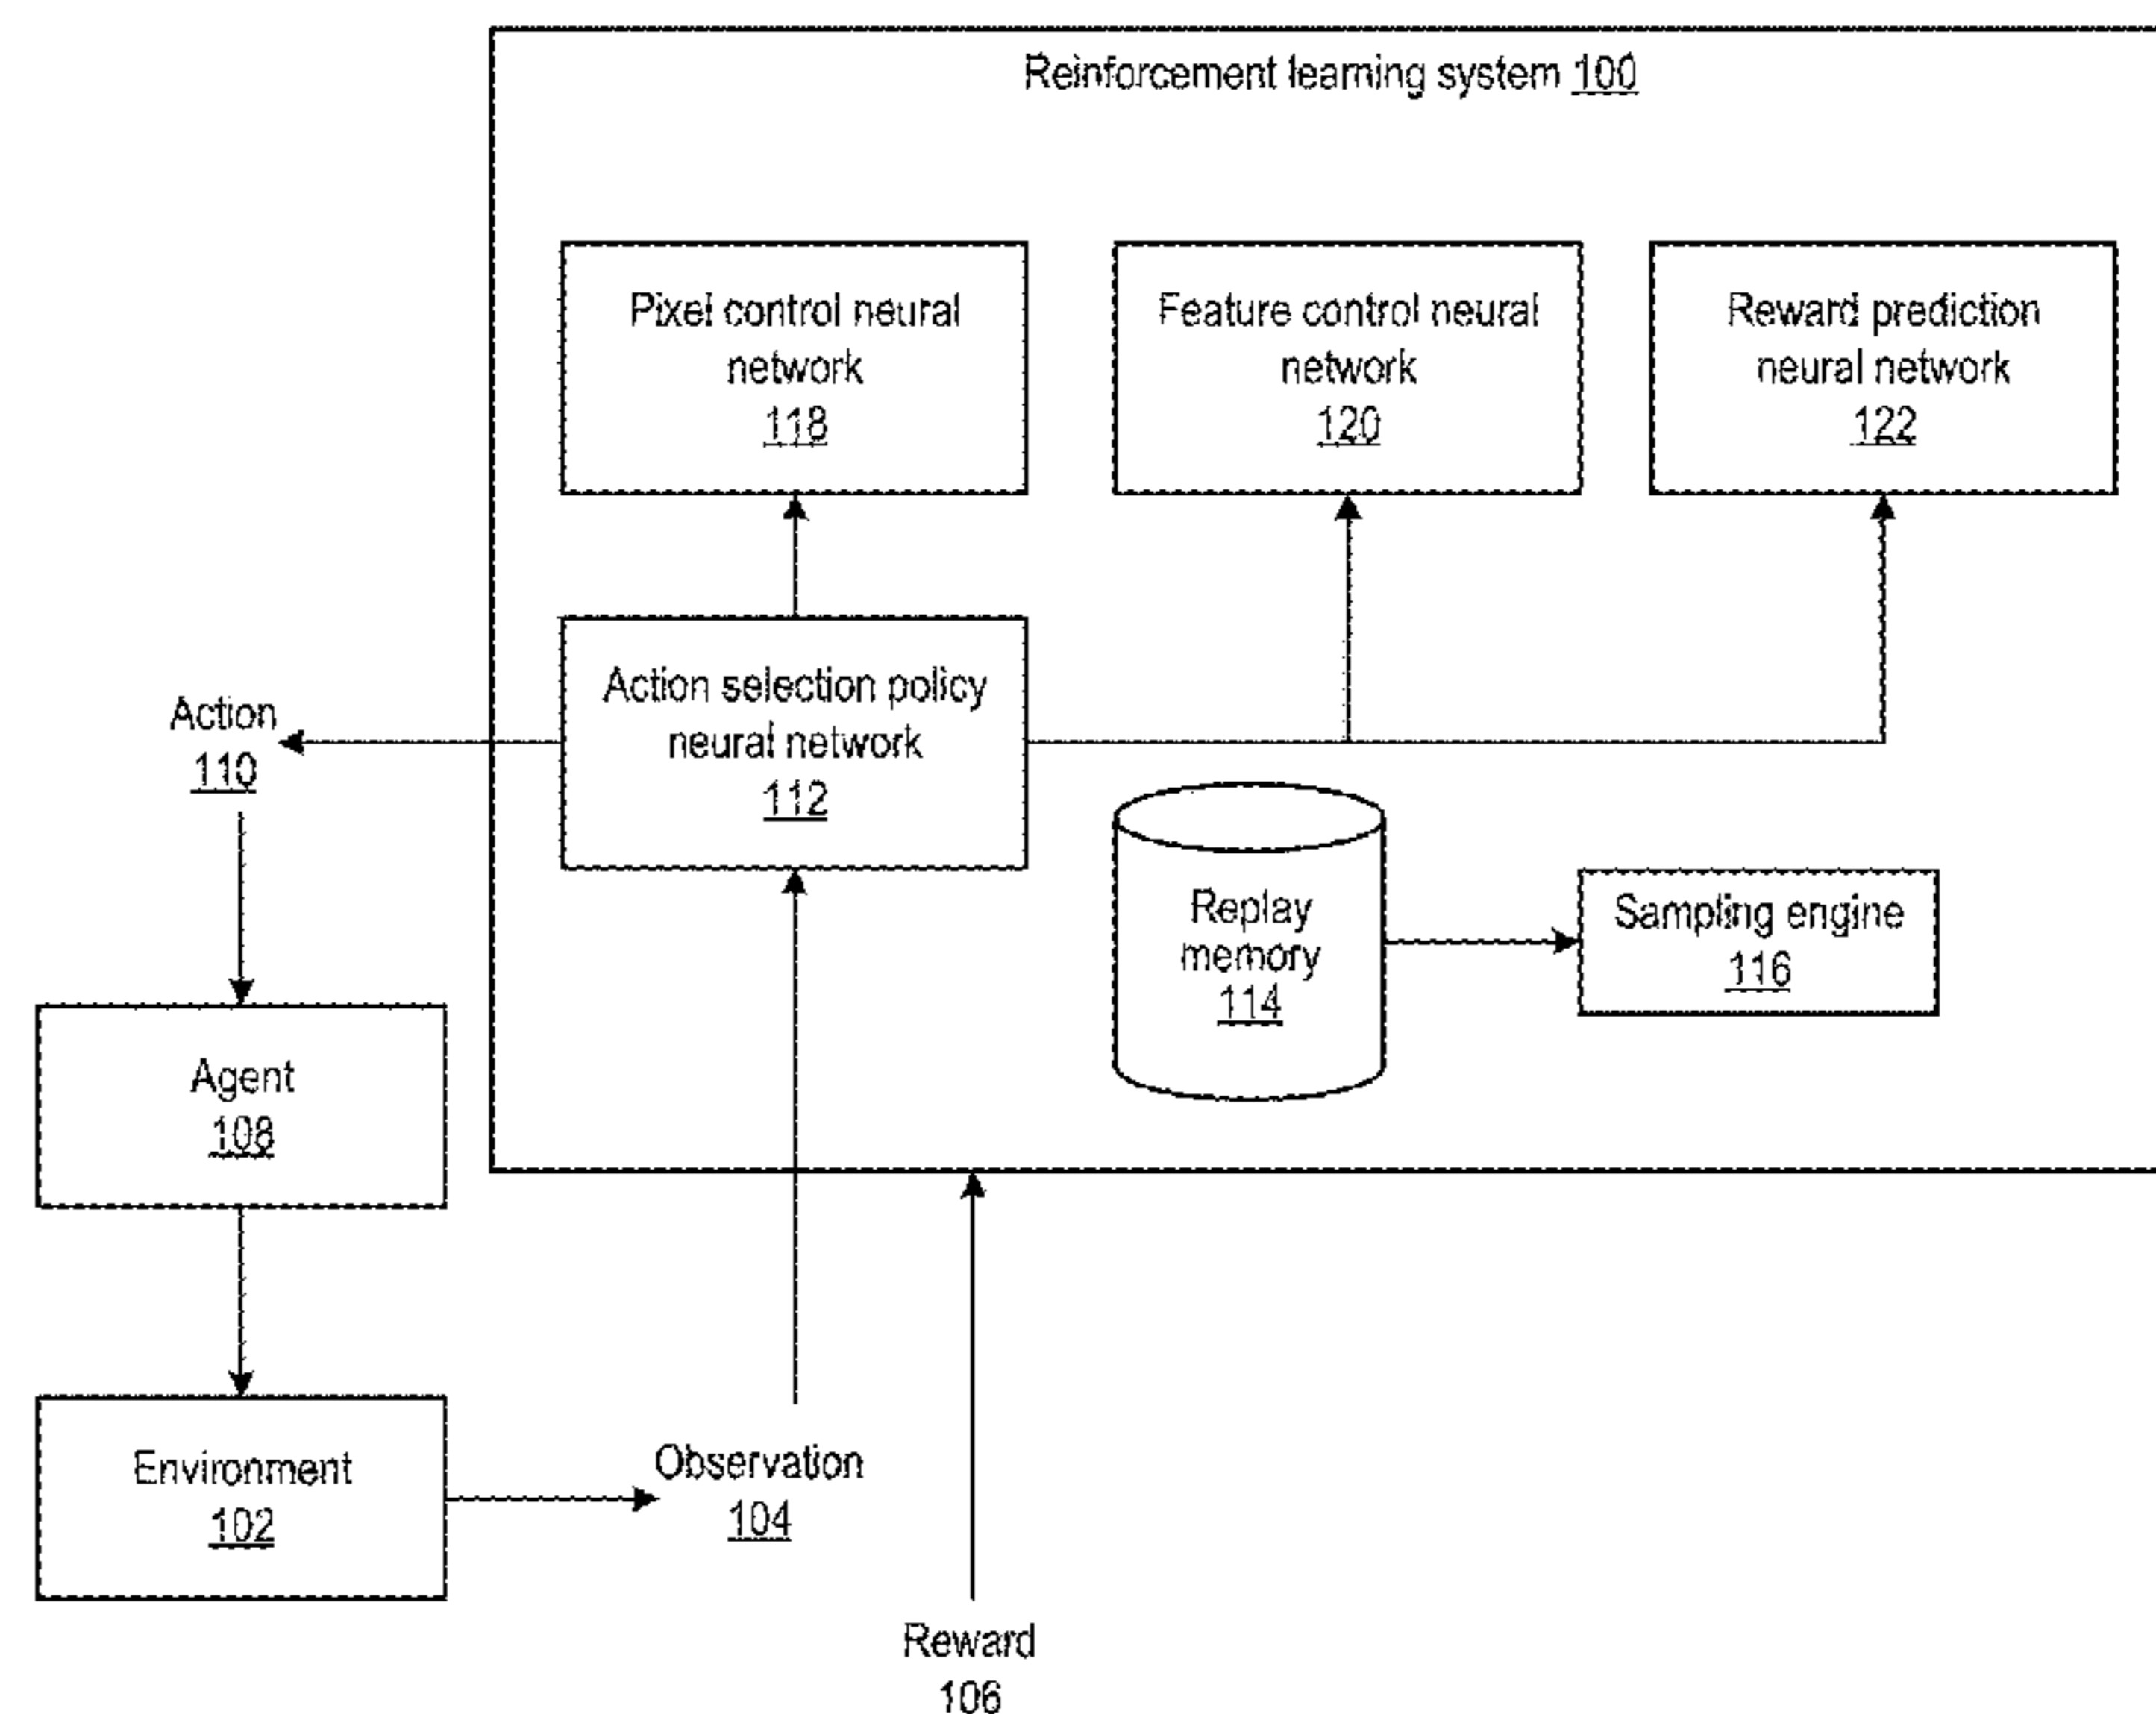 Reinforcement learning system 100
Pixel control neural
network
118
Feature control neural
network
120
Reward prediction
neural network
122
Action selection policy
neural network
112
Action
110
Replay
memory
114
Sampling engine
116
Agent
108
Environment
102
Observation
104
Reward
106